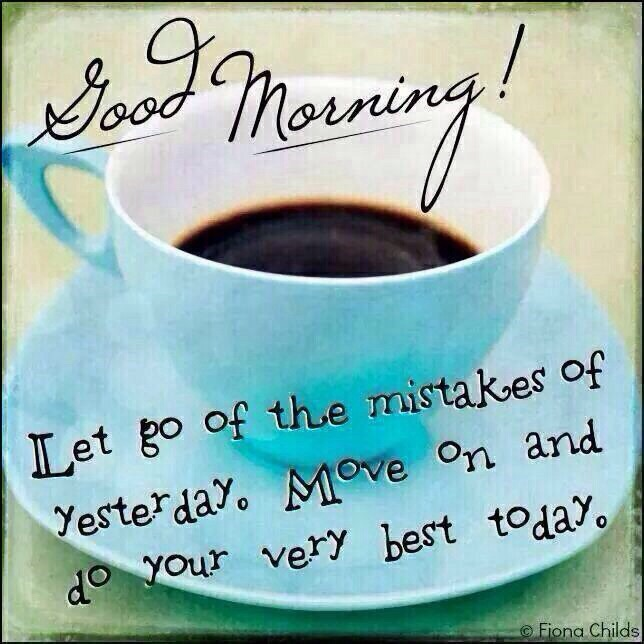 Good Morning!
Let go of the mistakes of
yesterday. Move on and
do your very best today.
© Fiona Childs